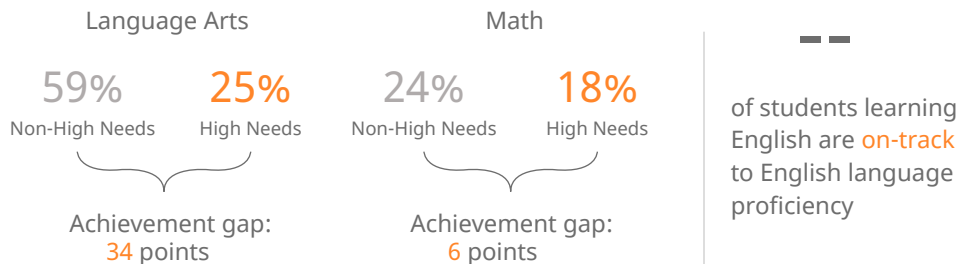 Language Arts
59% 25%
Non-High Needs High Needs
Achievement gap:
34 points
Math
24% 18%
Non-High Needs High Needs
Achievement gap:
6 points
--
of students learning
English are on-track
to English language
proficiency